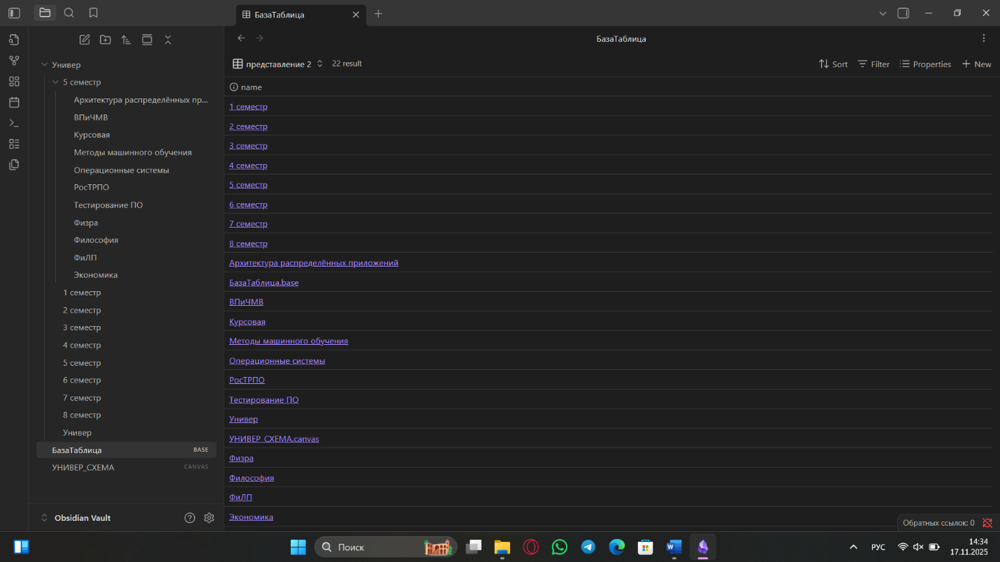 БазаТаблица
БазаТаблица
представление 2
22 result
Sort
Filter
Properties
New
Универ
5 семестр
Архитектура распределённых пр...
ВПиЧМВ
Курсовая
Методы машинного обучения
Операционные системы
РосТРПО
Тестирование ПО
Физра
Философия
ФиЛП
Экономика
1 семестр
2 семестр
3 семестр
4 семестр
5 семестр
6 семестр
7 семестр
8 семестр
Универ
БазаТаблица BASE
УНИВЕР_СХЕМА CANVAS
Obsidian Vault
name
1 семестр
2 семестр
3 семестр
4 семестр
5 семестр
6 семестр
7 семестр
8 семестр
Архитектура распределённых приложений
БазаТаблица.base
ВПиЧМВ
Курсовая
Методы машинного обучения
Операционные системы
РосТРПО
Тестирование ПО
Универ
УНИВЕР_СХЕМА.canvas
Физра
Философия
ФиЛП
Экономика
Обратных ссылок: 0
Поиск
РУС
14:34
17.11.2025